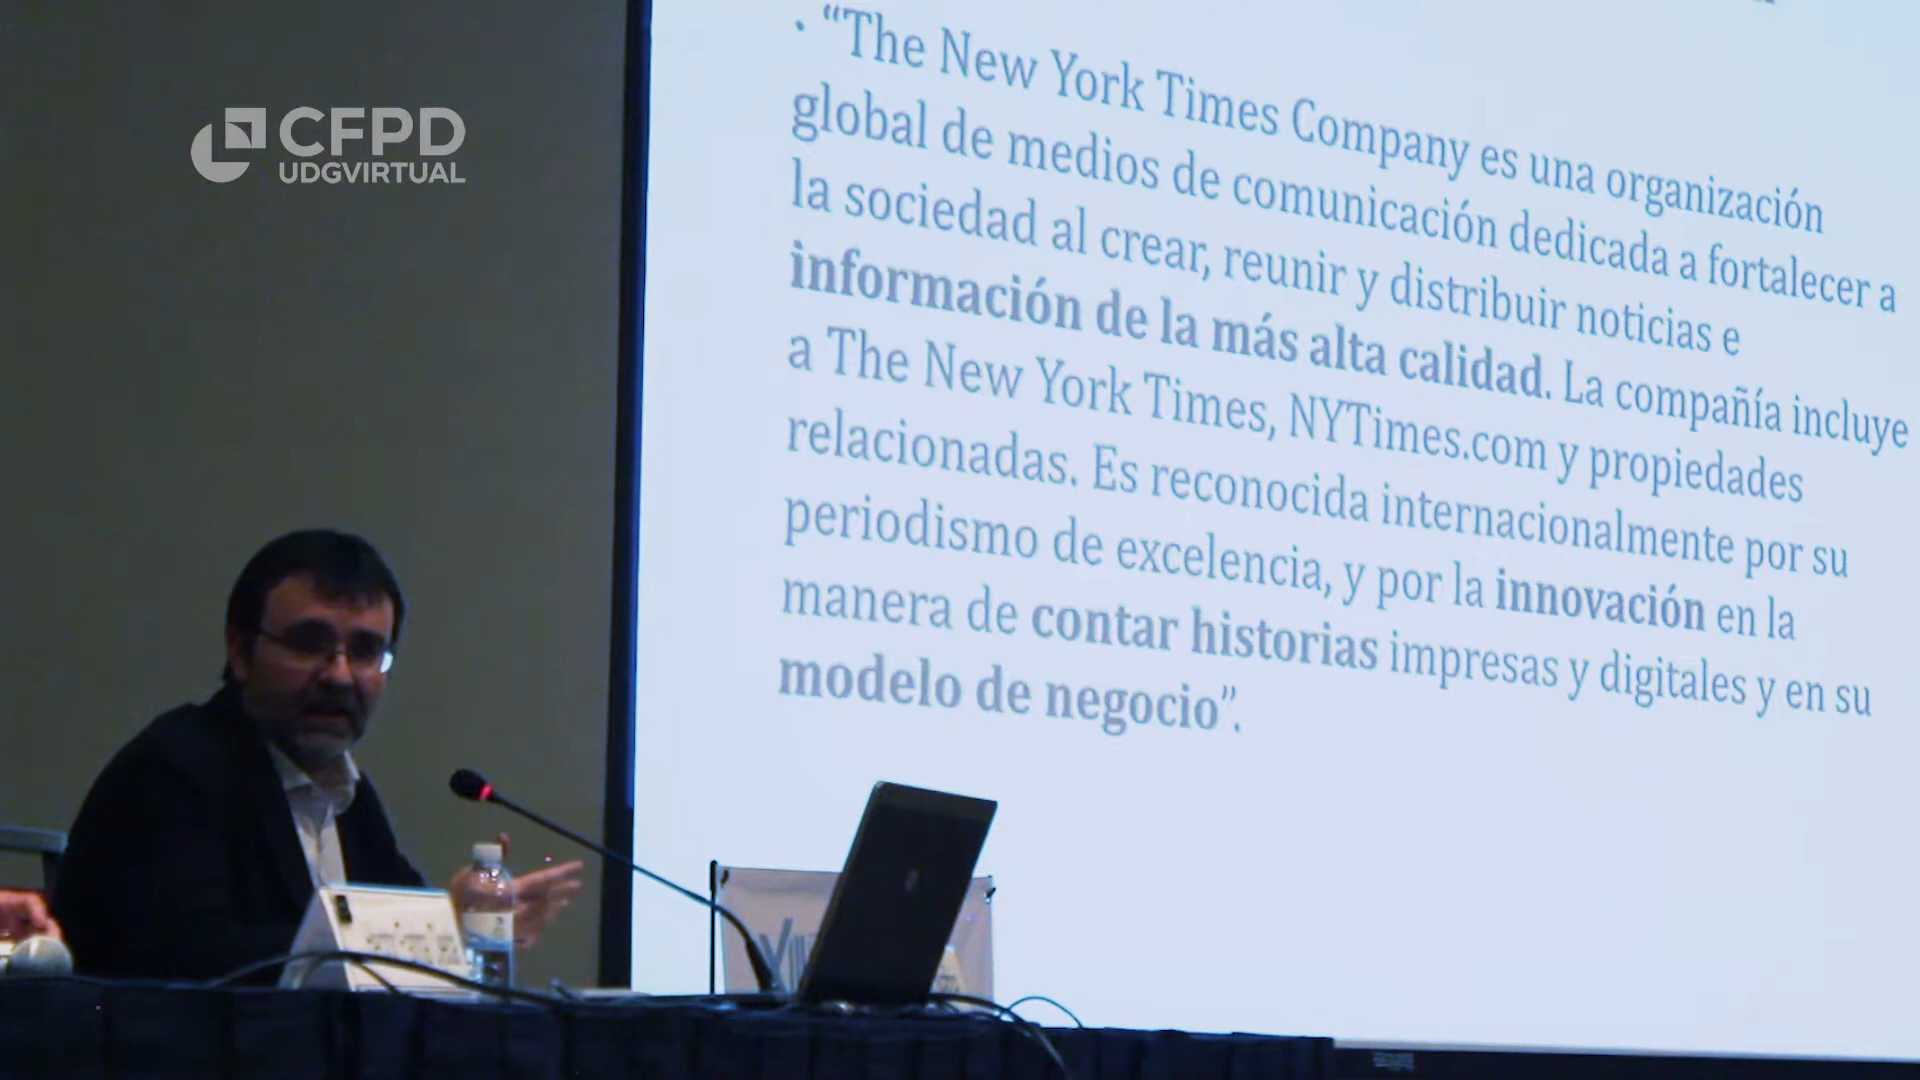 CFPD
UDGVIRTUAL
· “The New York Times Company es una organización
global de medios de comunicación dedicada a fortalecer a
la sociedad al crear, reunir y distribuir noticias e
información de la más alta calidad. La compañía incluye
a The New York Times, NYTimes.com y propiedades
relacionadas. Es reconocida internacionalmente por su
periodismo de excelencia, y por la innovación en la
manera de contar historias impresas y digitales y en su
modelo de negocio”.